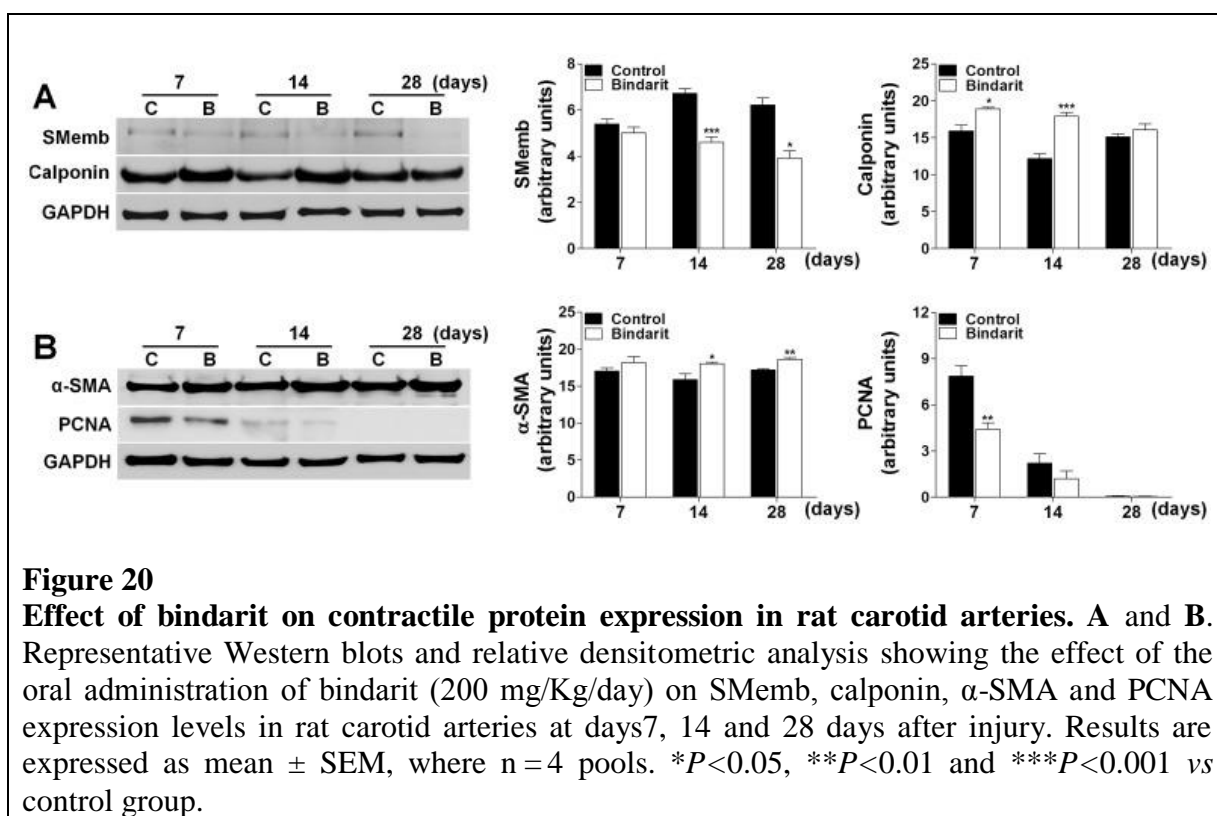 A
7 14 28 (days)
C B C B C B
SMemb
Calponin
GAPDH
SMemb
(arbitrary units)
8
6
4
2
0
Control
Bindarit
***
*
7 14 28 (days)
Calponin
(arbitrary units)
25
20
15
10
5
0
Control
Bindarit
*
***
7 14 28 (days)
B
7 14 28 (days)
C B C B C B
α-SMA
PCNA
GAPDH
α-SMA
(arbitrary units)
25
20
15
10
5
0
Control
Bindarit
*
**
7 14 28 (days)
PCNA
(arbitrary units)
12
9
6
3
0
Control
Bindarit
**
7 14 28 (days)
Figure 20
Effect of bindarit on contractile protein expression in rat carotid arteries. A and B.
Representative Western blots and relative densitometric analysis showing the effect of the
oral administration of bindarit (200 mg/Kg/day) on SMemb, calponin, α-SMA and PCNA
expression levels in rat carotid arteries at days7, 14 and 28 days after injury. Results are
expressed as mean ± SEM, where n = 4 pools. *P<0.05, **P<0.01 and ***P<0.001 vs
control group.